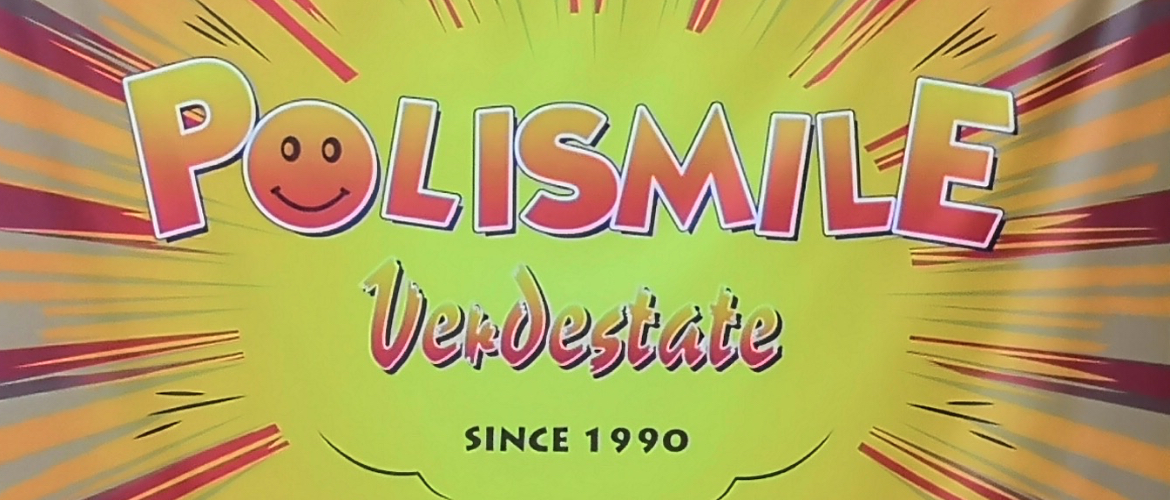 POLISMILE
Verdestate
SINCE 1990